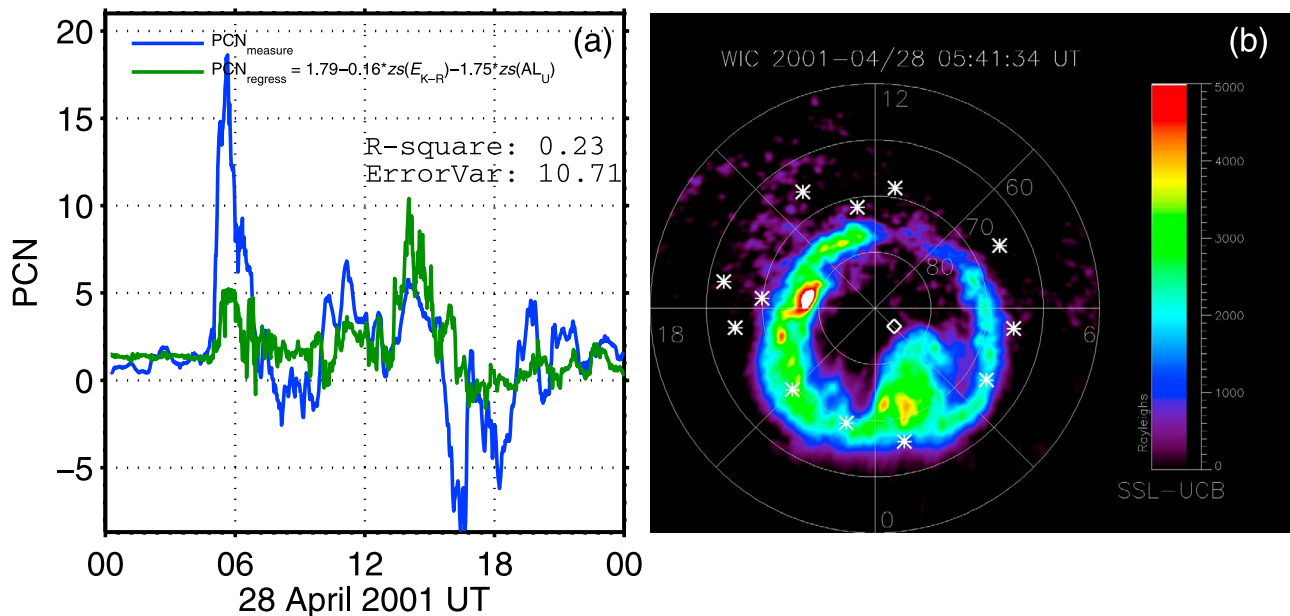 (a)
PCN_measure
PCN_regress = 1.79−0.16*zs(E_K−R)−1.75*zs(AL_U)
R-square: 0.23
ErrorVar: 10.71
PCN
20
15
10
5
0
−5
00 06 12 18 00
28 April 2001 UT
(b)
WIC 2001−04/28 05:41:34 UT
12
60
70
80
18
6
0
5000
4000
3000
2000
1000
0
Rayleighs
SSL−UCB